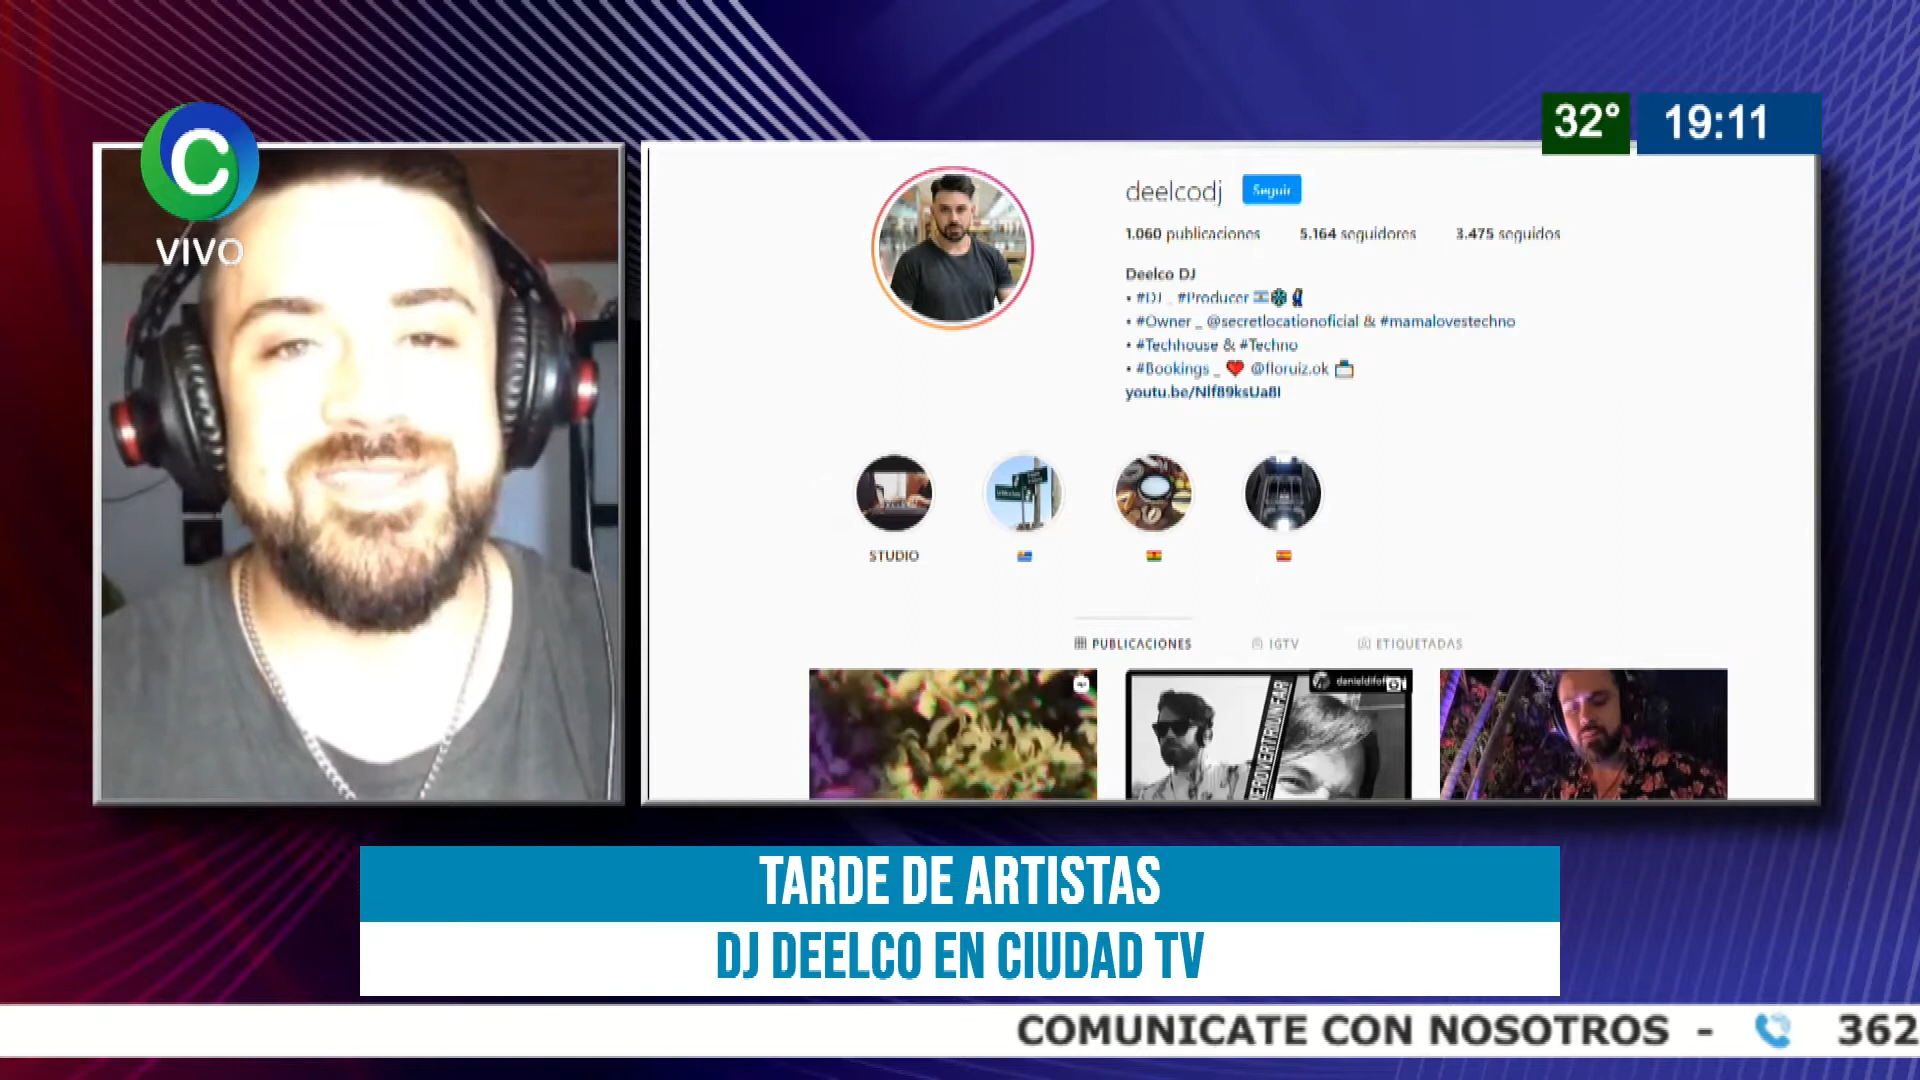 C
VIVO
32° 19:11
deelcodj Seguir
1.060 publicaciones 5.164 seguidores 3.475 seguidos
Deelco DJ
• #DJ _ #Producer
• #Owner _ @secretlocationoficial & #mamalovestechno
• #Techhouse & #Techno
• #Bookings _ @floruiz.ok
youtu.be/Nlf89ksUa8I
STUDIO
PUBLICACIONES IGTV ETIQUETADAS
TARDE DE ARTISTAS
DJ DEELCO EN CIUDAD TV
COMUNICATE CON NOSOTROS - 362